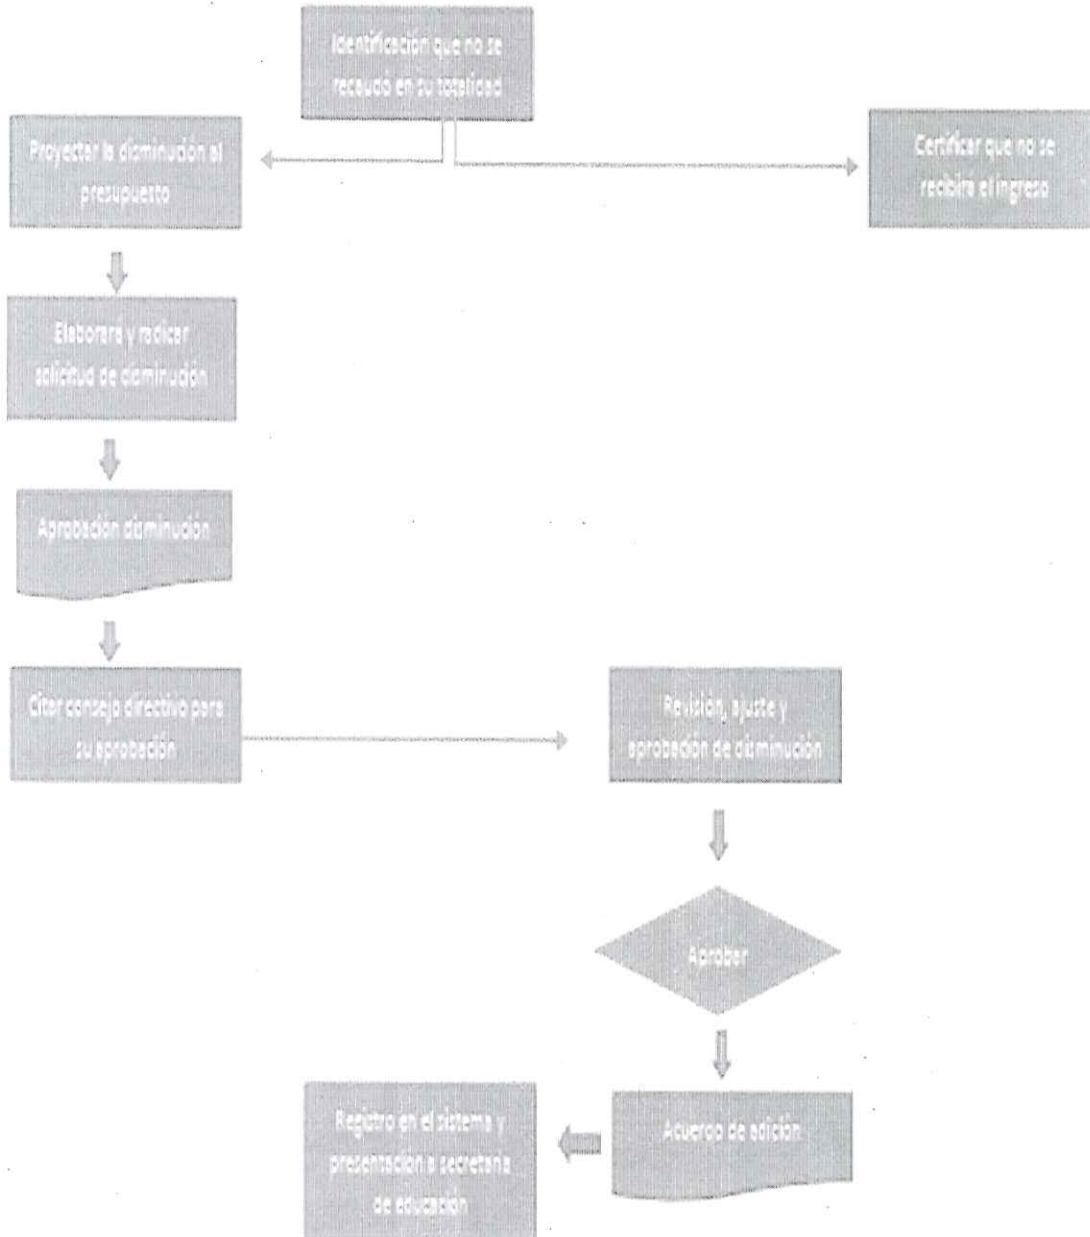 Identificación que no se
recaudó en su totalidad
Proyectar la disminución al
presupuesto
Certificar que no se
recibirá el ingreso
Elaborará y radicar
solicitud de disminución
Aprobación disminución
Citar consejo directivo para
su aprobación
Revisión, ajuste y
aprobación de disminución
Aprobar
Acuerdo de adición
Registro en el sistema y
presentación a secretaría
de educación